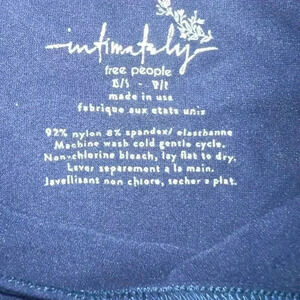 intimately
free people
made in usa
fabrique aux etats unis
92% nylon 8% spandex/ elasthanne
Machine wash cold gentle cycle.
Non-chlorine bleach, lay flat to dry.
Laver separement a la main.
Javellisant non chlore, secher a plat.